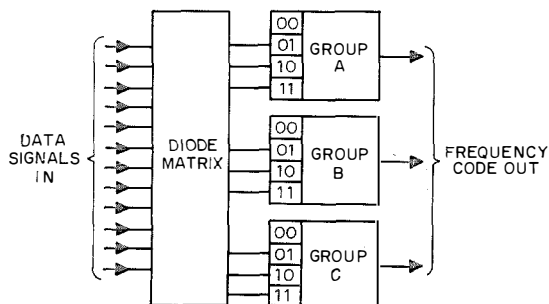 DATA
SIGNALS
IN
DIODE
MATRIX
00
01
10
11
GROUP
A
00
01
10
11
GROUP
B
00
01
10
11
GROUP
C
FREQUENCY
CODE OUT